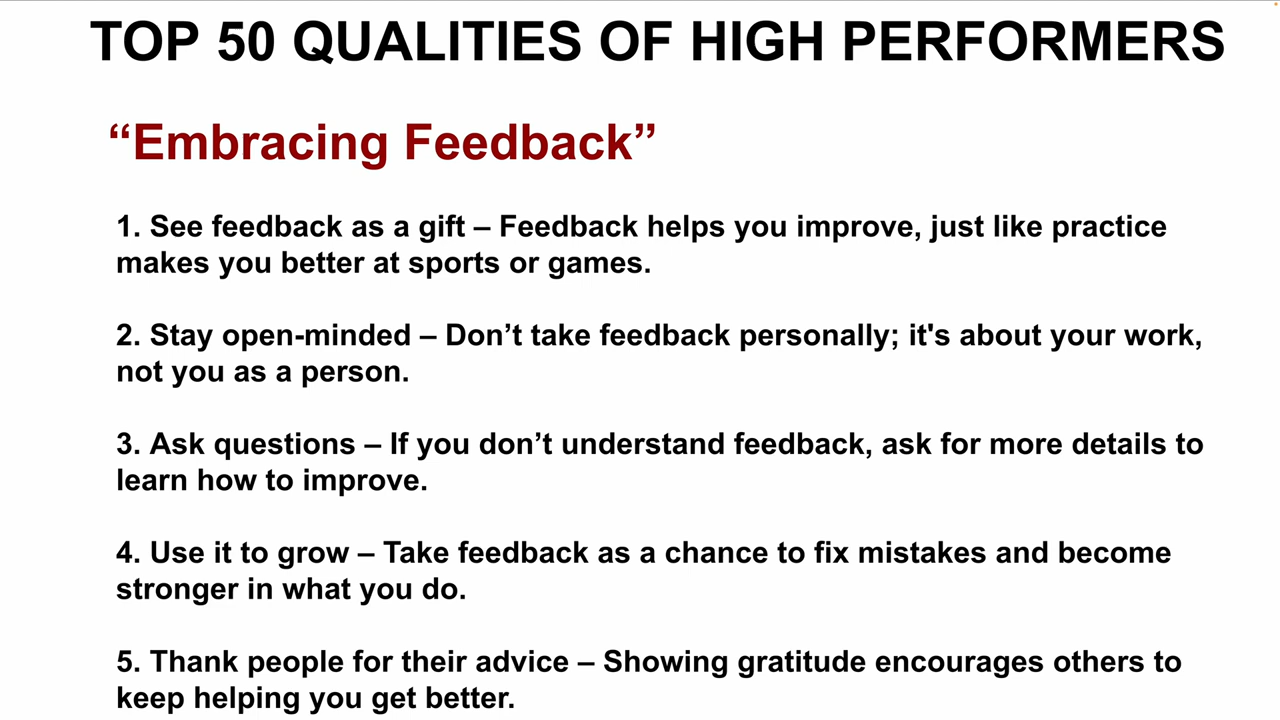 TOP 50 QUALITIES OF HIGH PERFORMERS
“Embracing Feedback”
1. See feedback as a gift – Feedback helps you improve, just like practice
makes you better at sports or games.
2. Stay open-minded – Don’t take feedback personally; it's about your work,
not you as a person.
3. Ask questions – If you don’t understand feedback, ask for more details to
learn how to improve.
4. Use it to grow – Take feedback as a chance to fix mistakes and become
stronger in what you do.
5. Thank people for their advice – Showing gratitude encourages others to
keep helping you get better.